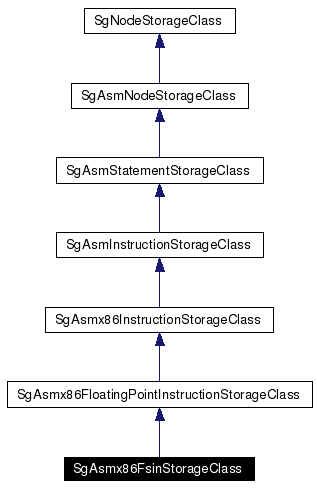 SgNodeStorageClass
SgAsmNodeStorageClass
SgAsmStatementStorageClass
SgAsmInstructionStorageClass
SgAsmx86InstructionStorageClass
SgAsmx86FloatingPointInstructionStorageClass
SgAsmx86FsinStorageClass